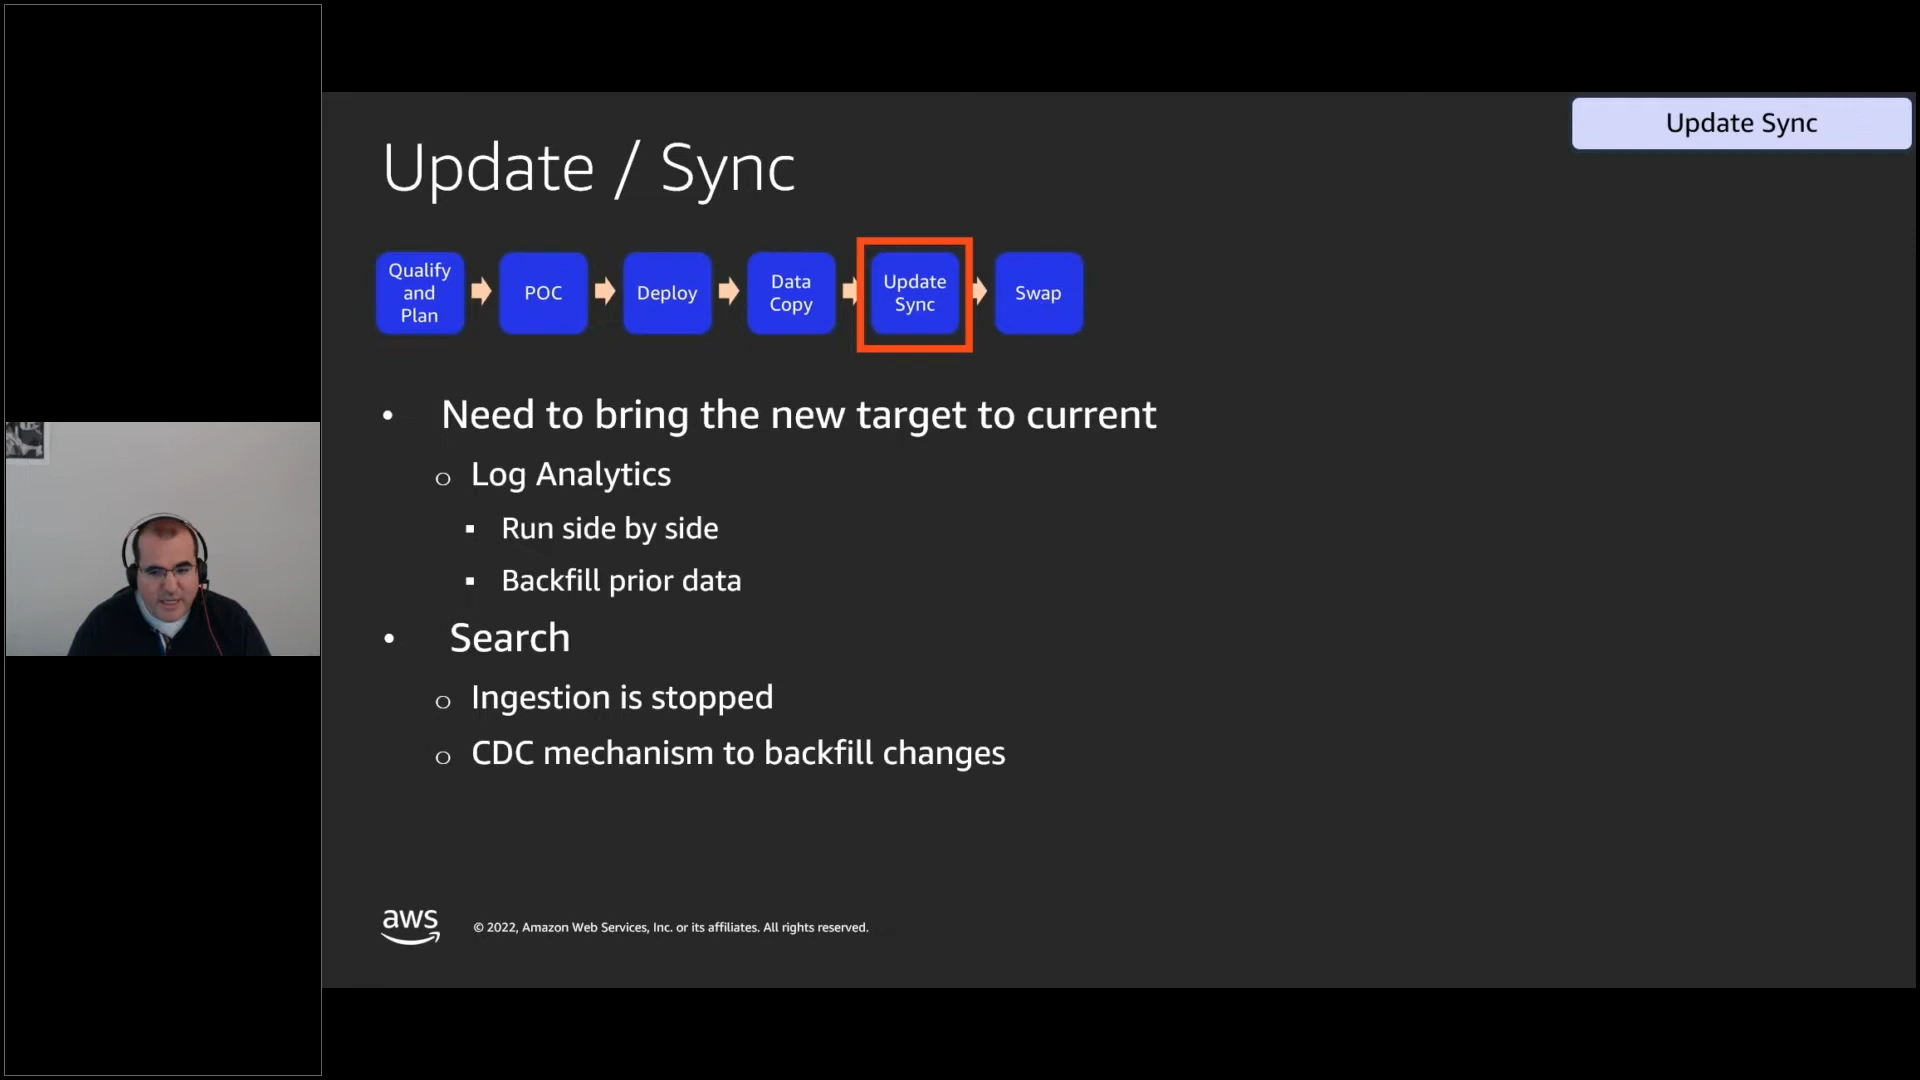 Update Sync
Update / Sync
Qualify
and
Plan
POC
Deploy
Data
Copy
Update
Sync
Swap
• Need to bring the new target to current
o Log Analytics
▪ Run side by side
▪ Backfill prior data
• Search
o Ingestion is stopped
o CDC mechanism to backfill changes
aws
© 2022, Amazon Web Services, Inc. or its affiliates. All rights reserved.